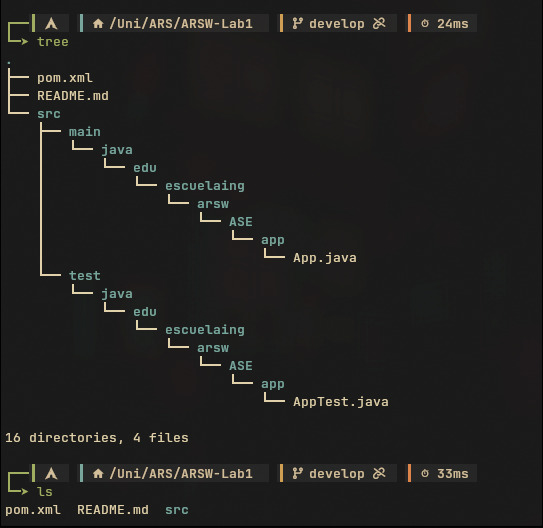 /Uni/ARS/ARSW-Lab1 develop 24ms
tree
.
├── pom.xml
├── README.md
└── src
    ├── main
    │   └── java
    │       └── edu
    │           └── escuelaing
    │               └── arsw
    │                   └── ASE
    │                       └── app
    │                           └── App.java
    └── test
        └── java
            └── edu
                └── escuelaing
                    └── arsw
                        └── ASE
                            └── app
                                └── AppTest.java
16 directories, 4 files
/Uni/ARS/ARSW-Lab1 develop 33ms
ls
pom.xml  README.md  src